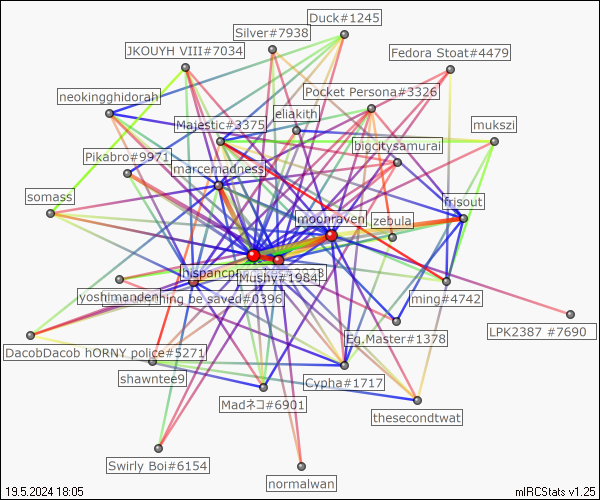 Duck#1245
Silver#7938
JKOUYH VIII#7034
Fedora Stoat#4479
Pocket Persona#3326
neokingghidorah
eliakith
Majestic#3375
mukszi
bigcitysamurai
Pikabro#9971
marcemadness
somass
frisout
moonraven
zebula
hispancp
Mushy#1984
yoshimandent
hing be saved#0396
ming#4742
LPK2387 #7690
Eg.Master#1378
DacobDacob hORNY police#5271
shawntee9
Cypha#1717
Madネコ#6901
thesecondtwat
Swirly Boi#6154
normalwan
19.5.2024 18:05
mIRCStats v1.25